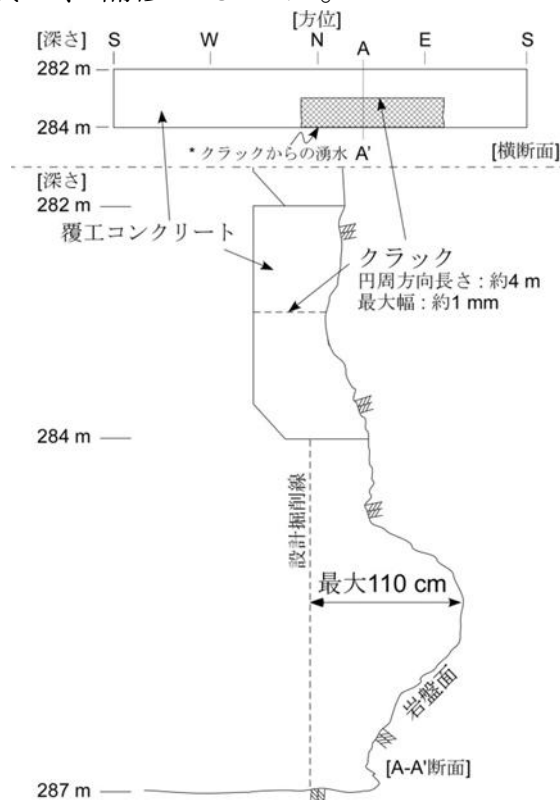 [方位]
[深さ] S W N A E S
282 m
284 m
* クラックからの湧水 A' [横断面]
[深さ]
282 m
覆工コンクリート
クラック
円周方向長さ : 約4 m
最大幅 : 約1 mm
284 m
設計掘削線
最大110 cm
岩盤面
[A-A'断面]
287 m